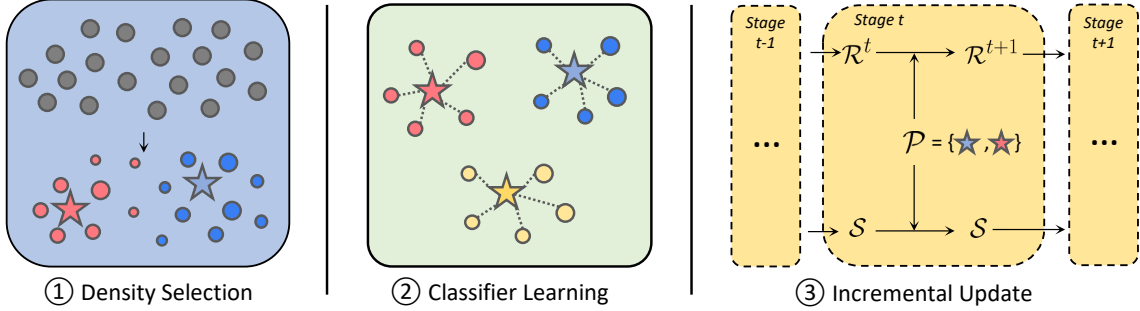 Stage
t-1
...
Stage t
R^t
R^{t+1}
P = {★,★}
S
S
Stage
t+1
...
① Density Selection
② Classifier Learning
③ Incremental Update